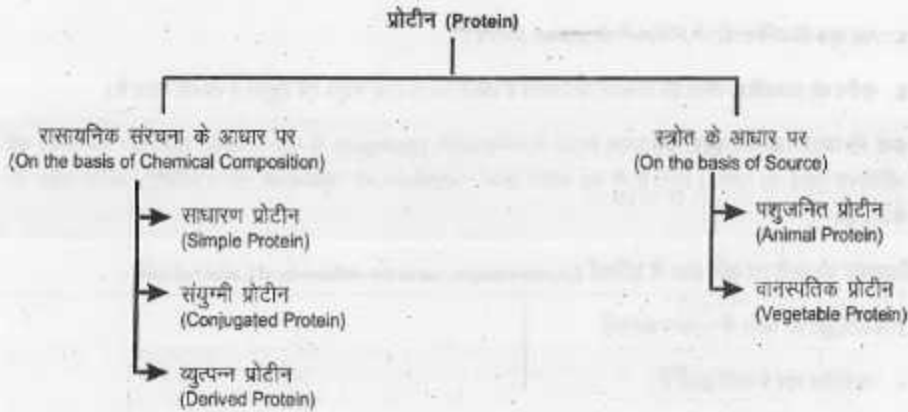 प्रोटीन (Protein)
रासायनिक संरचना के आधार पर
(On the basis of Chemical Composition)
साधारण प्रोटीन
(Simple Protein)
संयुग्मी प्रोटीन
(Conjugated Protein)
व्युत्पन्न प्रोटीन
(Derived Protein)
स्त्रोत के आधार पर
(On the basis of Source)
पशुजनित प्रोटीन
(Animal Protein)
वानस्पतिक प्रोटीन
(Vegetable Protein)